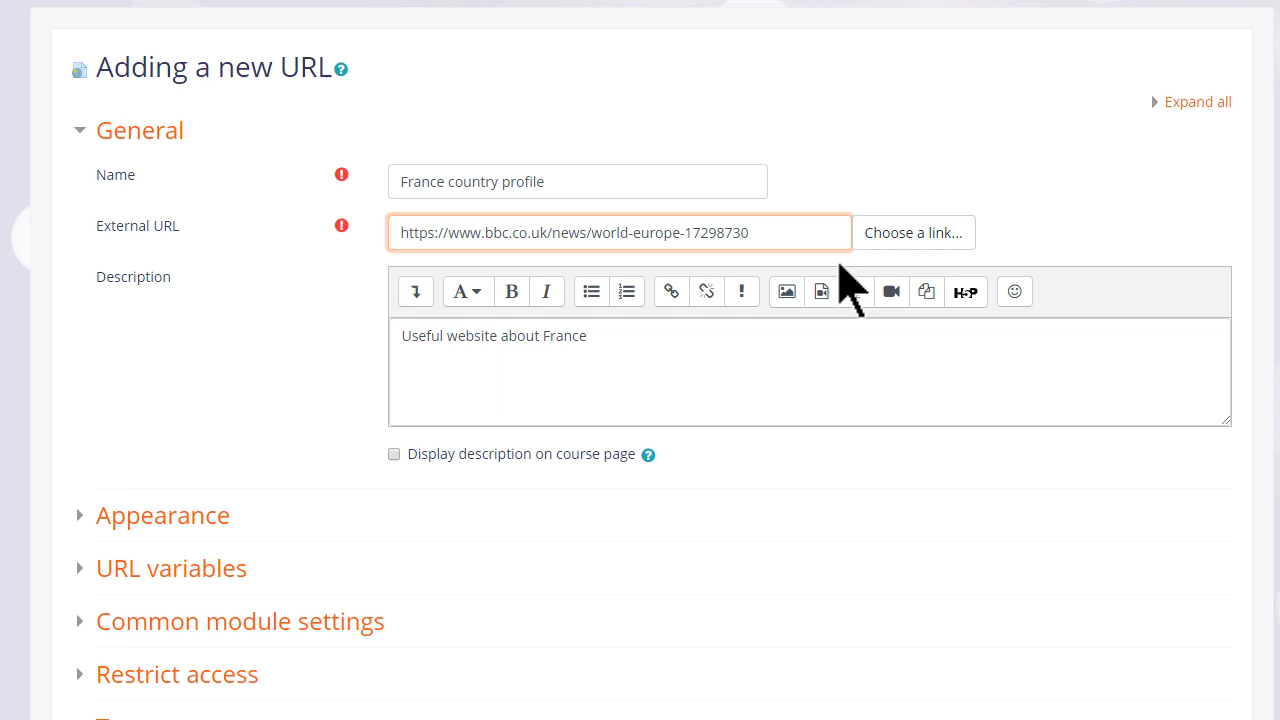 Adding a new URL
Expand all
General
Name
France country profile
External URL
https://www.bbc.co.uk/news/world-europe-17298730
Choose a link...
Description
A B I
H5P
Useful website about France
Display description on course page
Appearance
URL variables
Common module settings
Restrict access